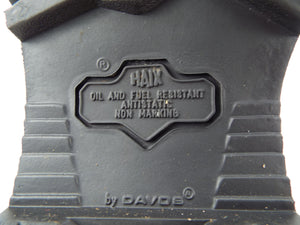 ®
HAIX
OIL AND FUEL RESISTANT
ANTISTATIC
NON MARKING
by DAVOS®